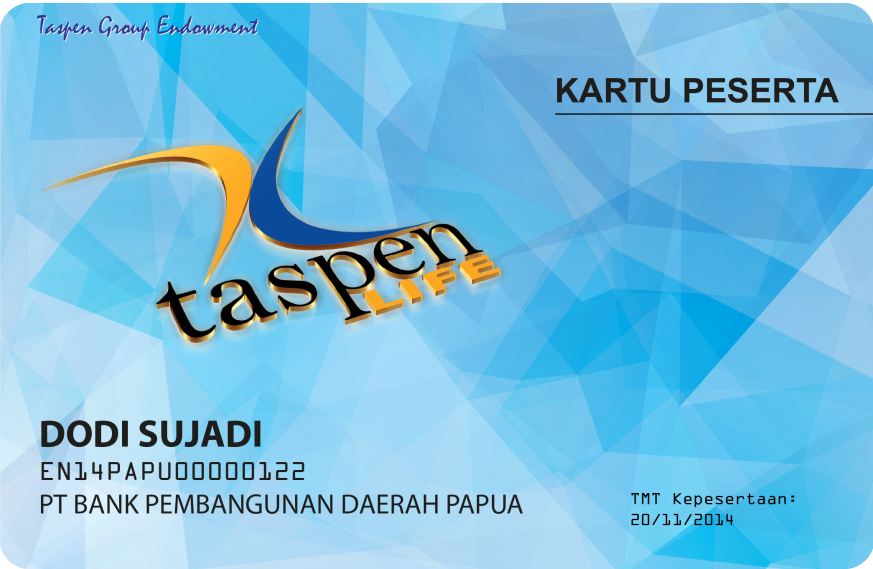 Taspen Group Endowment
KARTU PESERTA
taspen
LIFE
DODI SUJADI
EN14PAPU00000122
PT BANK PEMBANGUNAN DAERAH PAPUA
TMT Kepesertaan:
20/11/2014